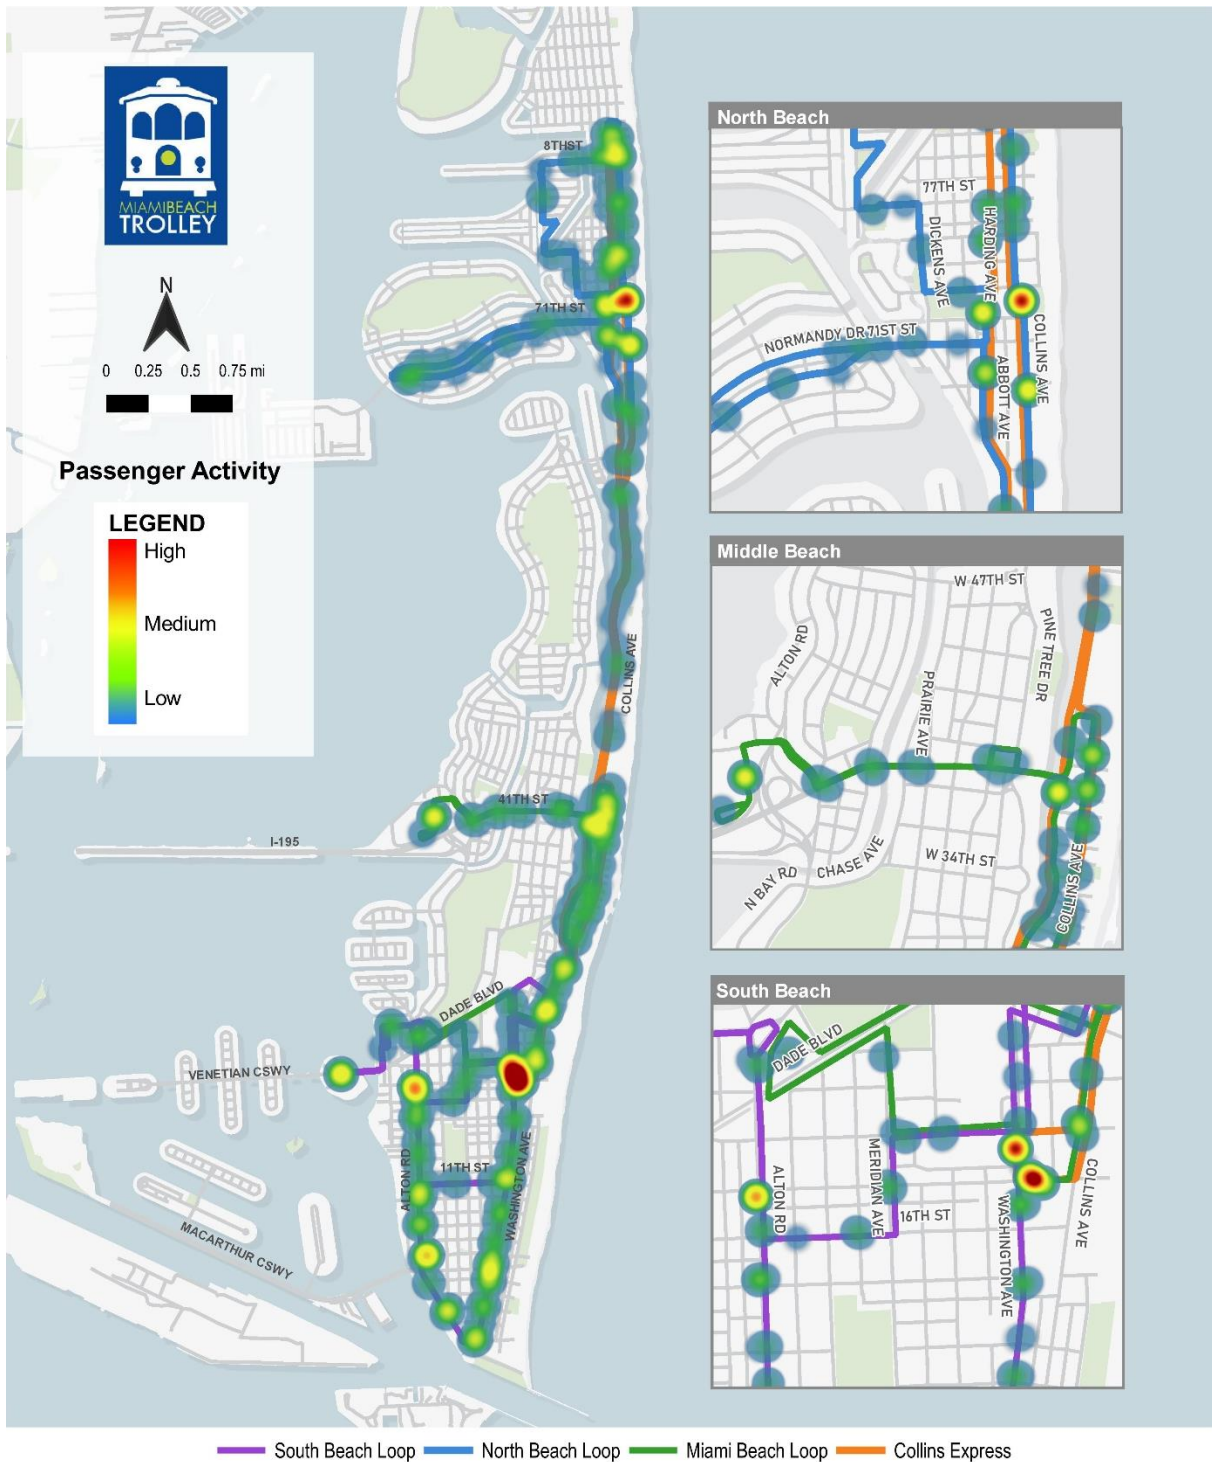 MIAMIBEACH
TROLLEY
N
0 0.25 0.5 0.75 mi
Passenger Activity
LEGEND
High
Medium
Low
8THST
71TH ST
COLLINS AVE
41TH ST
I-195
DADE BLVD
VENETIAN CSWY
ALTON RD
11TH ST
WASHINGTON AVE
MACARTHUR CSWY
North Beach
77TH ST
DICKENS AVE
HARDING AVE
NORMANDY DR 71ST ST
COLLINS AVE
ABBOTT AVE
Middle Beach
W 47TH ST
ALTON RD
PRAIRIE AVE
PINE TREE DR
N BAY RD
CHASE AVE
W 34TH ST
COLLINS AVE
South Beach
DADE BLVD
ALTON RD
MERIDIAN AVE
16TH ST
WASHINGTON AVE
COLLINS AVE
South Beach Loop North Beach Loop Miami Beach Loop Collins Express